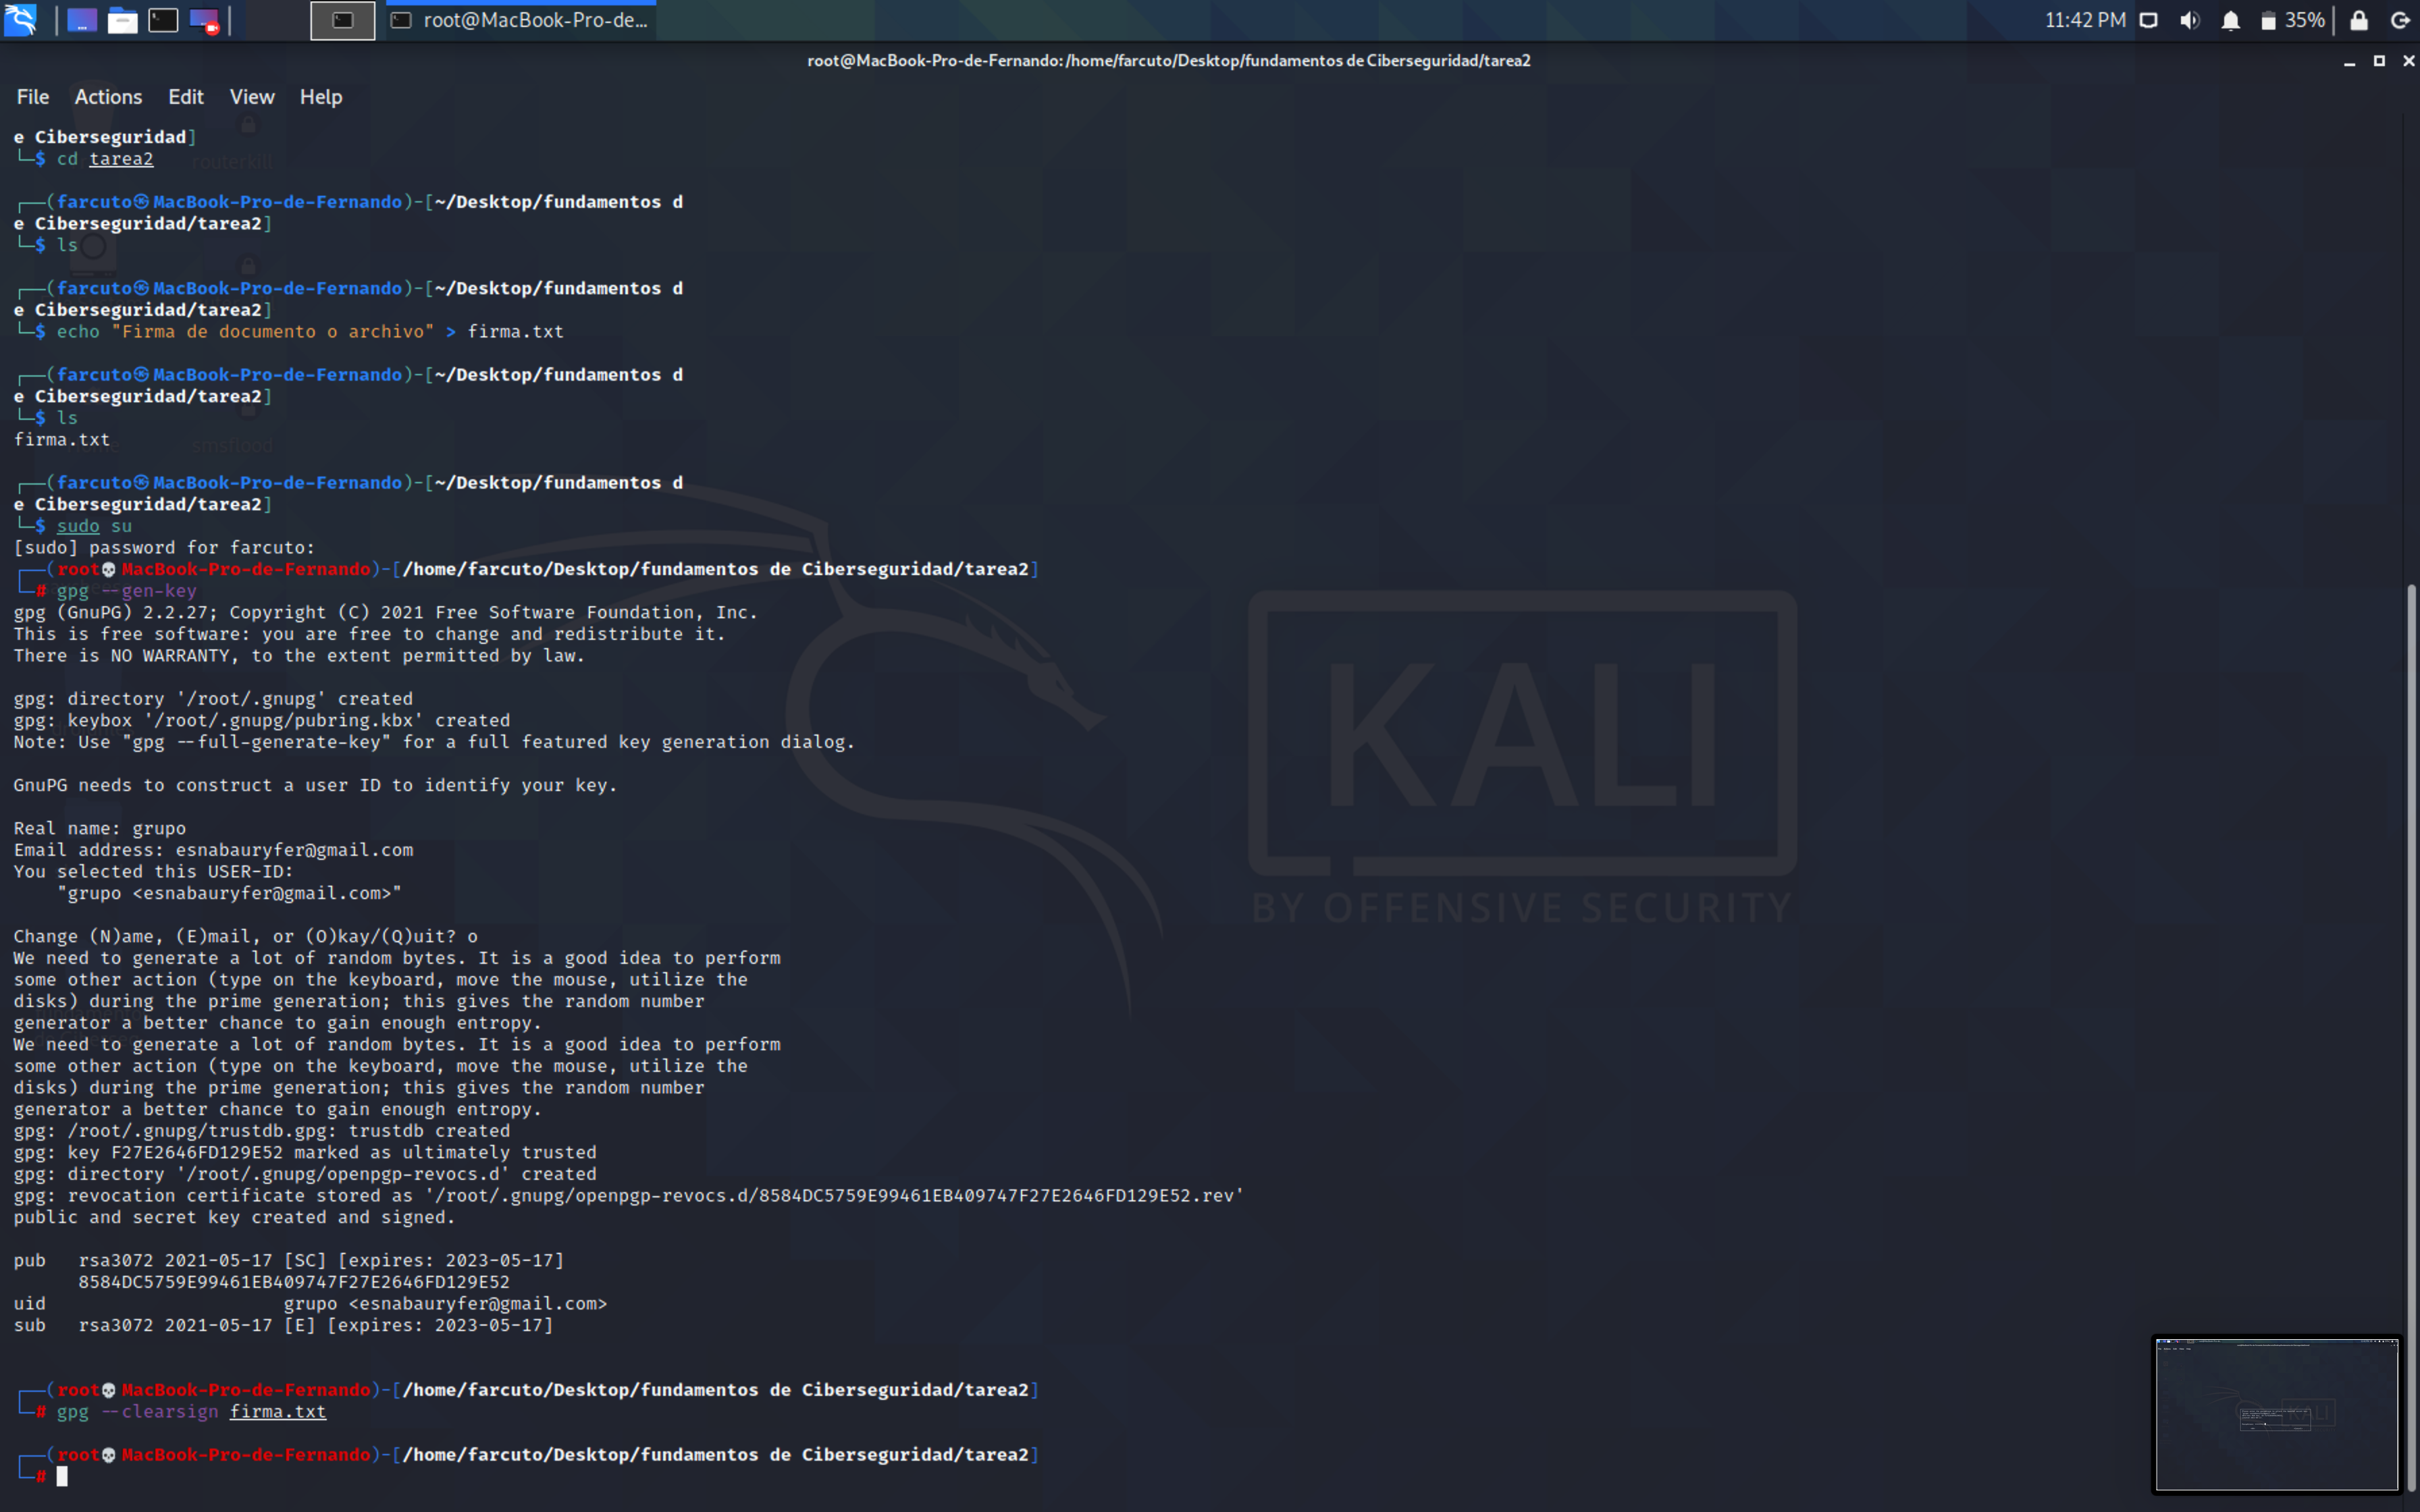 root@MacBook-Pro-de...
11:42 PM
35%
root@MacBook-Pro-de-Fernando:/home/farcuto/Desktop/fundamentos de Ciberseguridad/tarea2
File Actions Edit View Help
e Ciberseguridad]
└─$ cd tarea2
routerkill
┌──(farcuto㉿MacBook-Pro-de-Fernando)-[~/Desktop/fundamentos d
e Ciberseguridad/tarea2]
└─$ ls
┌──(farcuto㉿MacBook-Pro-de-Fernando)-[~/Desktop/fundamentos d
e Ciberseguridad/tarea2]
└─$ echo "Firma de documento o archivo" > firma.txt
┌──(farcuto㉿MacBook-Pro-de-Fernando)-[~/Desktop/fundamentos d
e Ciberseguridad/tarea2]
└─$ ls
firma.txt
smsflood
┌──(farcuto㉿MacBook-Pro-de-Fernando)-[~/Desktop/fundamentos d
e Ciberseguridad/tarea2]
└─$ sudo su
[sudo] password for farcuto:
┌──(root💀MacBook-Pro-de-Fernando)-[/home/farcuto/Desktop/fundamentos de Ciberseguridad/tarea2]
└─# gpg --gen-key
gpg (GnuPG) 2.2.27; Copyright (C) 2021 Free Software Foundation, Inc.
This is free software: you are free to change and redistribute it.
There is NO WARRANTY, to the extent permitted by law.
gpg: directory '/root/.gnupg' created
gpg: keybox '/root/.gnupg/pubring.kbx' created
Note: Use "gpg --full-generate-key" for a full featured key generation dialog.
GnuPG needs to construct a user ID to identify your key.
Real name: grupo
Email address: esnabauryfer@gmail.com
You selected this USER-ID:
"grupo <esnabauryfer@gmail.com>"
Change (N)ame, (E)mail, or (O)kay/(Q)uit? o
We need to generate a lot of random bytes. It is a good idea to perform
some other action (type on the keyboard, move the mouse, utilize the
disks) during the prime generation; this gives the random number
generator a better chance to gain enough entropy.
We need to generate a lot of random bytes. It is a good idea to perform
some other action (type on the keyboard, move the mouse, utilize the
disks) during the prime generation; this gives the random number
generator a better chance to gain enough entropy.
gpg: /root/.gnupg/trustdb.gpg: trustdb created
gpg: key F27E2646FD129E52 marked as ultimately trusted
gpg: directory '/root/.gnupg/openpgp-revocs.d' created
gpg: revocation certificate stored as '/root/.gnupg/openpgp-revocs.d/8584DC5759E99461EB409747F27E2646FD129E52.rev'
public and secret key created and signed.
pub rsa3072 2021-05-17 [SC] [expires: 2023-05-17]
8584DC5759E99461EB409747F27E2646FD129E52
uid grupo <esnabauryfer@gmail.com>
sub rsa3072 2021-05-17 [E] [expires: 2023-05-17]
┌──(root💀MacBook-Pro-de-Fernando)-[/home/farcuto/Desktop/fundamentos de Ciberseguridad/tarea2]
└─# gpg --clearsign firma.txt
┌──(root💀MacBook-Pro-de-Fernando)-[/home/farcuto/Desktop/fundamentos de Ciberseguridad/tarea2]
└─#
KALI
BY OFFENSIVE SECURITY